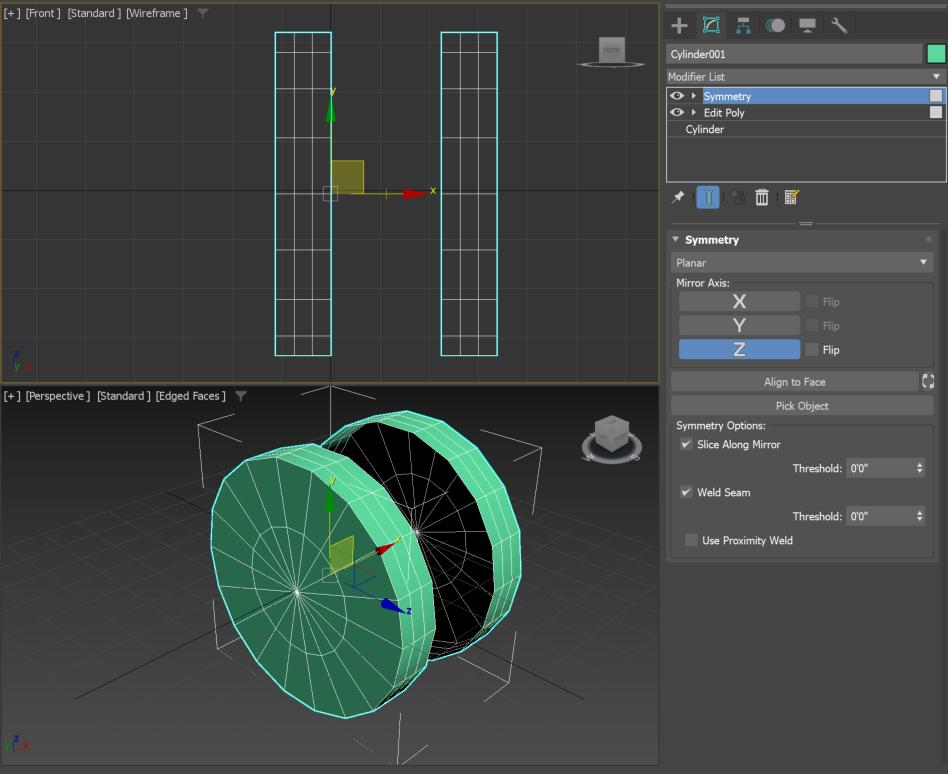 [+] [Front] [Standard] [Wireframe]
FRONT
y
x
z
y x
[+] [Perspective] [Standard] [Edged Faces]
y
x
z
z
y x
Cylinder001
Modifier List
Symmetry
Edit Poly
Cylinder
Symmetry
Planar
Mirror Axis:
X Flip
Y Flip
Z Flip
Align to Face
Pick Object
Symmetry Options:
Slice Along Mirror
Threshold: 0'0"
Weld Seam
Threshold: 0'0"
Use Proximity Weld